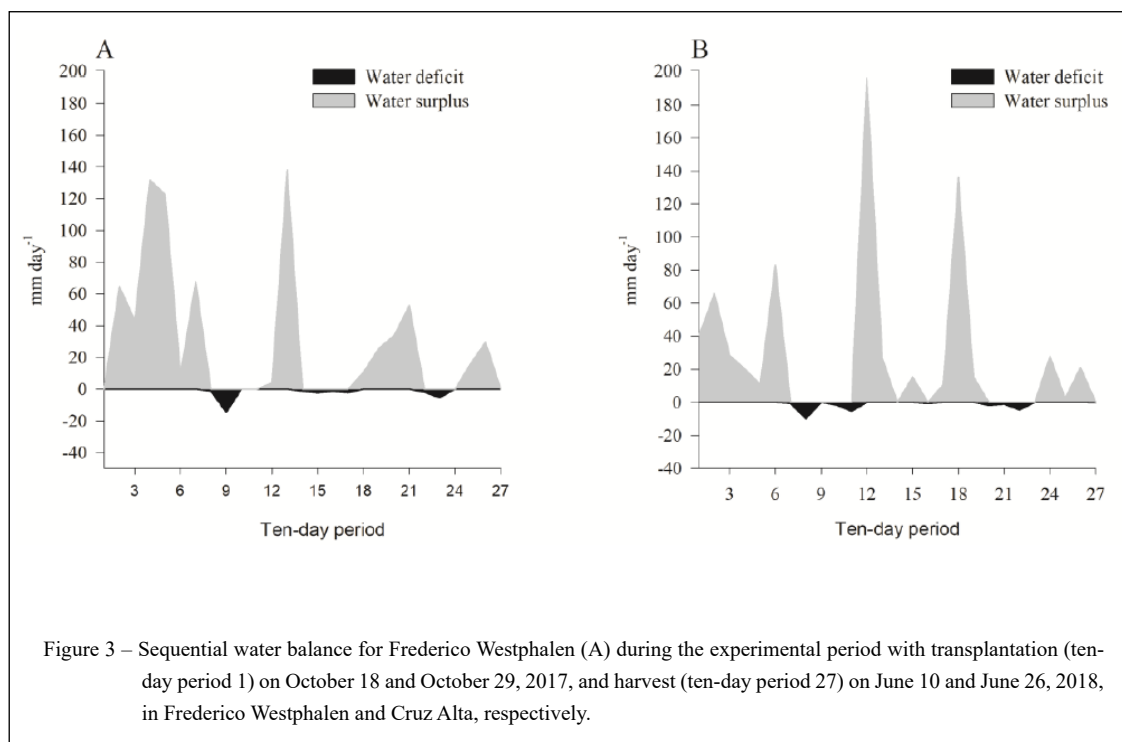 A
Water deficit
Water surplus
200
180
160
140
120
100
80
60
40
20
0
-20
-40
mm day⁻¹
3 6 9 12 15 18 21 24 27
Ten-day period
B
Water deficit
Water surplus
200
180
160
140
120
100
80
60
40
20
0
-20
-40
mm day⁻¹
3 6 9 12 15 18 21 24 27
Ten-day period
Figure 3 – Sequential water balance for Frederico Westphalen (A) during the experimental period with transplantation (ten-
day period 1) on October 18 and October 29, 2017, and harvest (ten-day period 27) on June 10 and June 26, 2018,
in Frederico Westphalen and Cruz Alta, respectively.